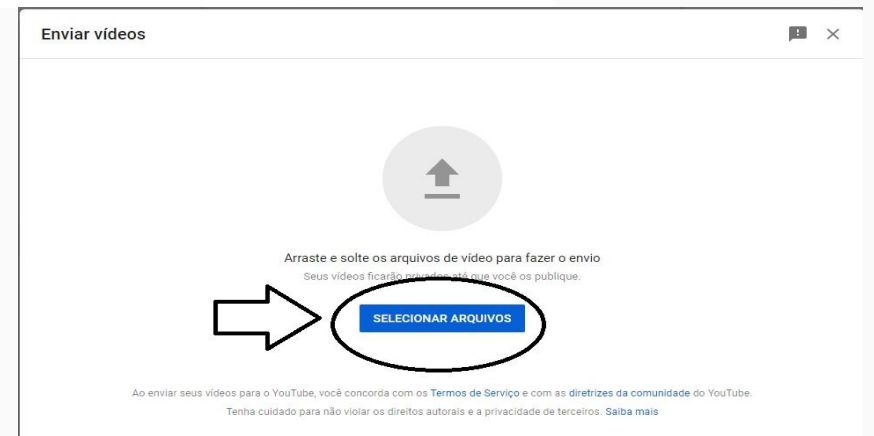 Enviar vídeos
Arraste e solte os arquivos de vídeo para fazer o envio
Seus vídeos ficarão privados até que você os publique.
SELECIONAR ARQUIVOS
Ao enviar seus vídeos para o YouTube, você concorda com os Termos de Serviço e com as diretrizes da comunidade do YouTube.
Tenha cuidado para não violar os direitos autorais e a privacidade de terceiros. Saiba mais